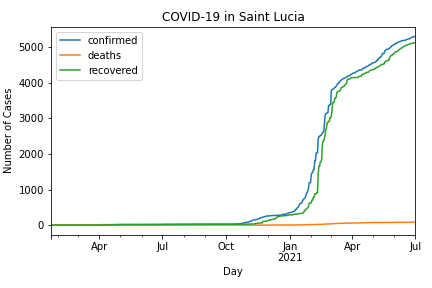 COVID-19 in Saint Lucia
confirmed
deaths
recovered
Number of Cases
5000
4000
3000
2000
1000
0
Apr
Jul
Oct
Jan
2021
Apr
Jul
Day